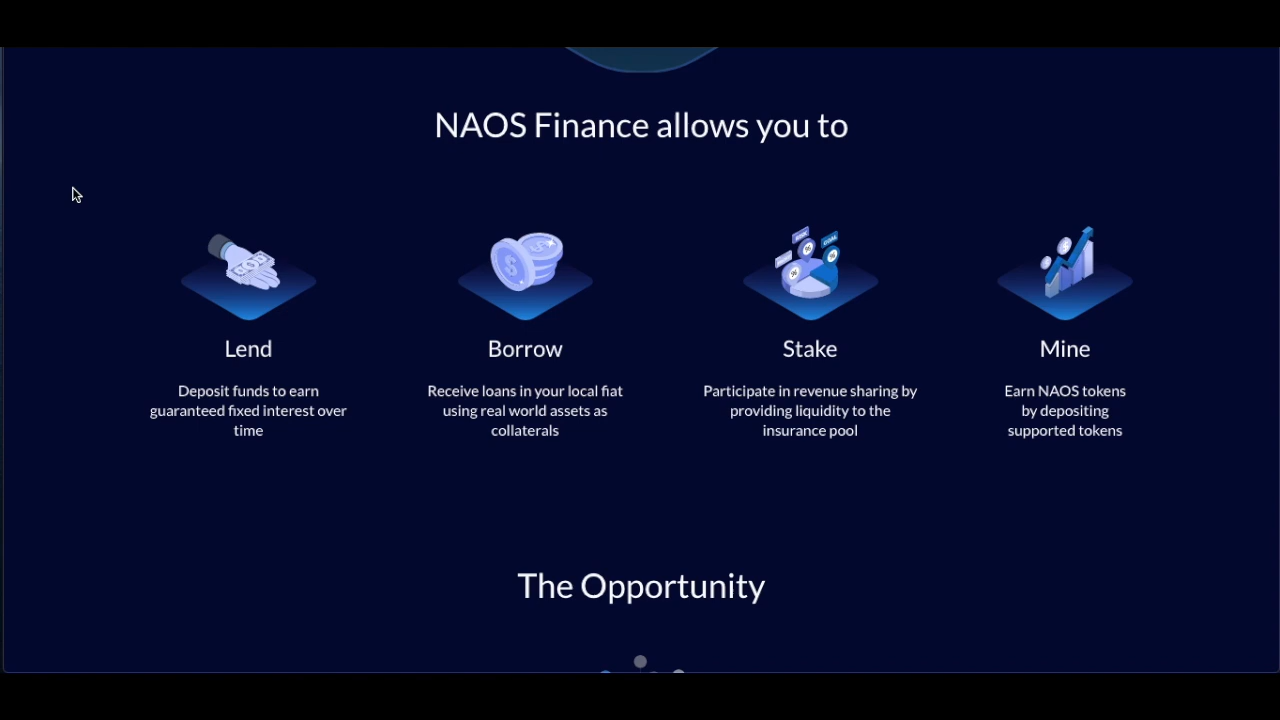 NAOS Finance allows you to
Lend
Deposit funds to earn
guaranteed fixed interest over
time
Borrow
Receive loans in your local fiat
using real world assets as
collaterals
Stake
Participate in revenue sharing by
providing liquidity to the
insurance pool
Mine
Earn NAOS tokens
by depositing
supported tokens
The Opportunity